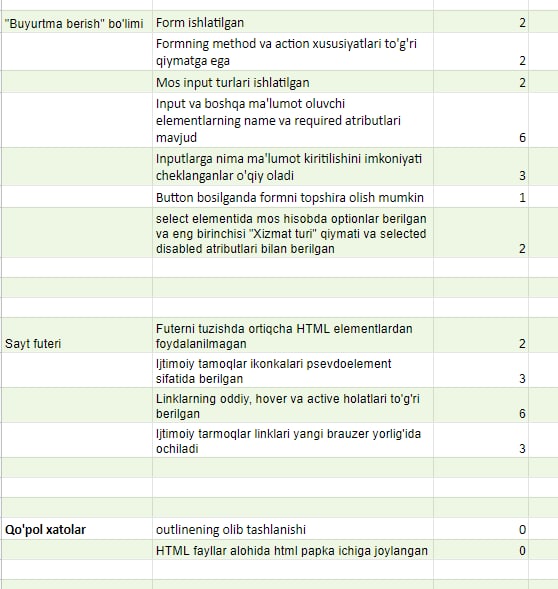 "Buyurtma berish" bo'limi Form ishlatilgan 2
Formning method va action xususiyatlari to'g'ri
qiymatga ega 2
Mos input turlari ishlatilgan 2
Input va boshqa ma'lumot oluvchi
elementlarning name va required atributlari
mavjud 6
Inputlarga nima ma'lumot kiritilishini imkoniyati
cheklanganlar o'qiy oladi 3
Button bosilganda formni topshira olish mumkin 1
select elementida mos hisobda optionlar berilgan
va eng birinchisi "Xizmat turi" qiymati va selected
disabled atributlari bilan berilgan 2
Futerni tuzishda ortiqcha HTML elementlardan
Sayt futeri foydalanilmagan 2
Ijtimoiy tamoqlar ikonkalari psevdoelement
sifatida berilgan 3
Linklarning oddiy, hover va active holatlari to'g'ri
berilgan 6
Ijtimoiy tarmoqlar linklari yangi brauzer yorlig'ida
ochiladi 3
Qo'pol xatolar outlinening olib tashlanishi 0
HTML fayllar alohida html papka ichiga joylangan 0